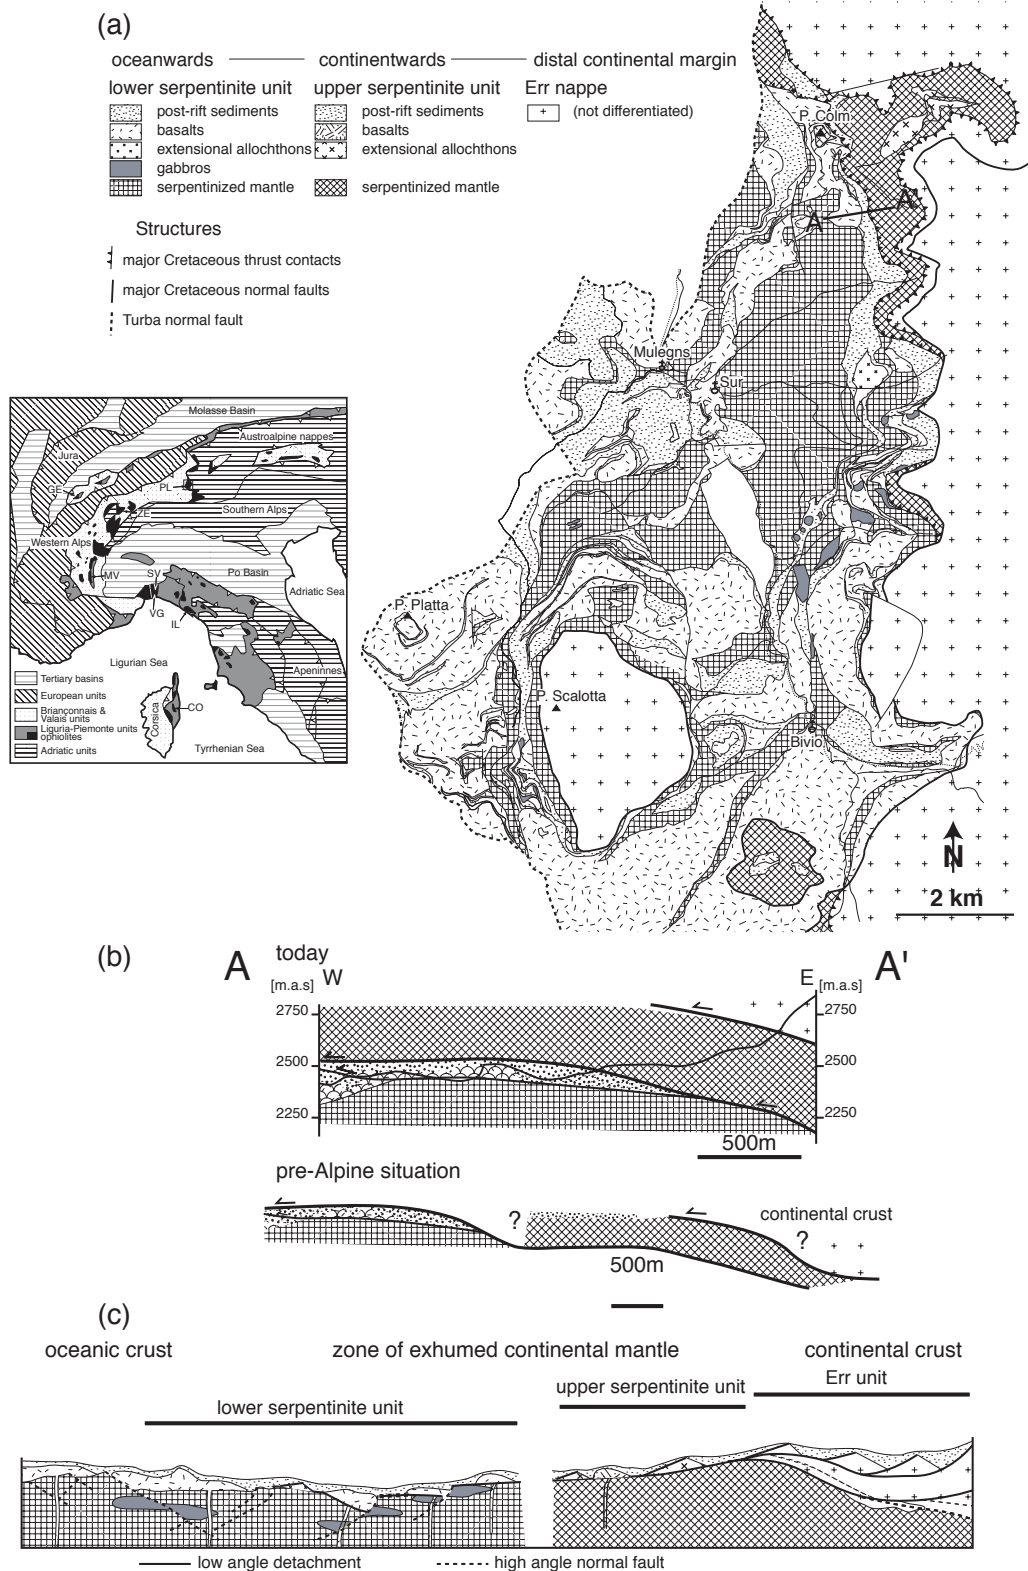 (a)
oceanwards continentwards distal continental margin
lower serpentinite unit upper serpentinite unit Err nappe
post-rift sediments post-rift sediments (not differentiated)
basalts basalts
extensional allochthons extensional allochthons
gabbros
serpentinized mantle serpentinized mantle
Structures
major Cretaceous thrust contacts
major Cretaceous normal faults
Turba normal fault
P. Colm
A A'
Mulegns
Sur
P. Platta
P. Scalotta
Bivio
N
2 km
Molasse Basin
Austroalpine nappes
Jura
GE
PL
ZE
Southern Alps
Western Alps
MV
SV
Po Basin
Adriatic Sea
VG
IL
Ligurian Sea
Apeninnes
Tertiary basins
European units
Briançonnais &
Valais units
Liguria-Piemonte units
ophiolites
Adriatic units
Corsica
CO
Tyrrhenian Sea
(b)
A today A'
[m.a.s] W E [m.a.s]
2750 2750
2500 2500
2250 2250
500m
pre-Alpine situation
? continental crust
?
500m
(c)
oceanic crust zone of exhumed continental mantle continental crust
upper serpentinite unit Err unit
lower serpentinite unit
low angle detachment high angle normal fault